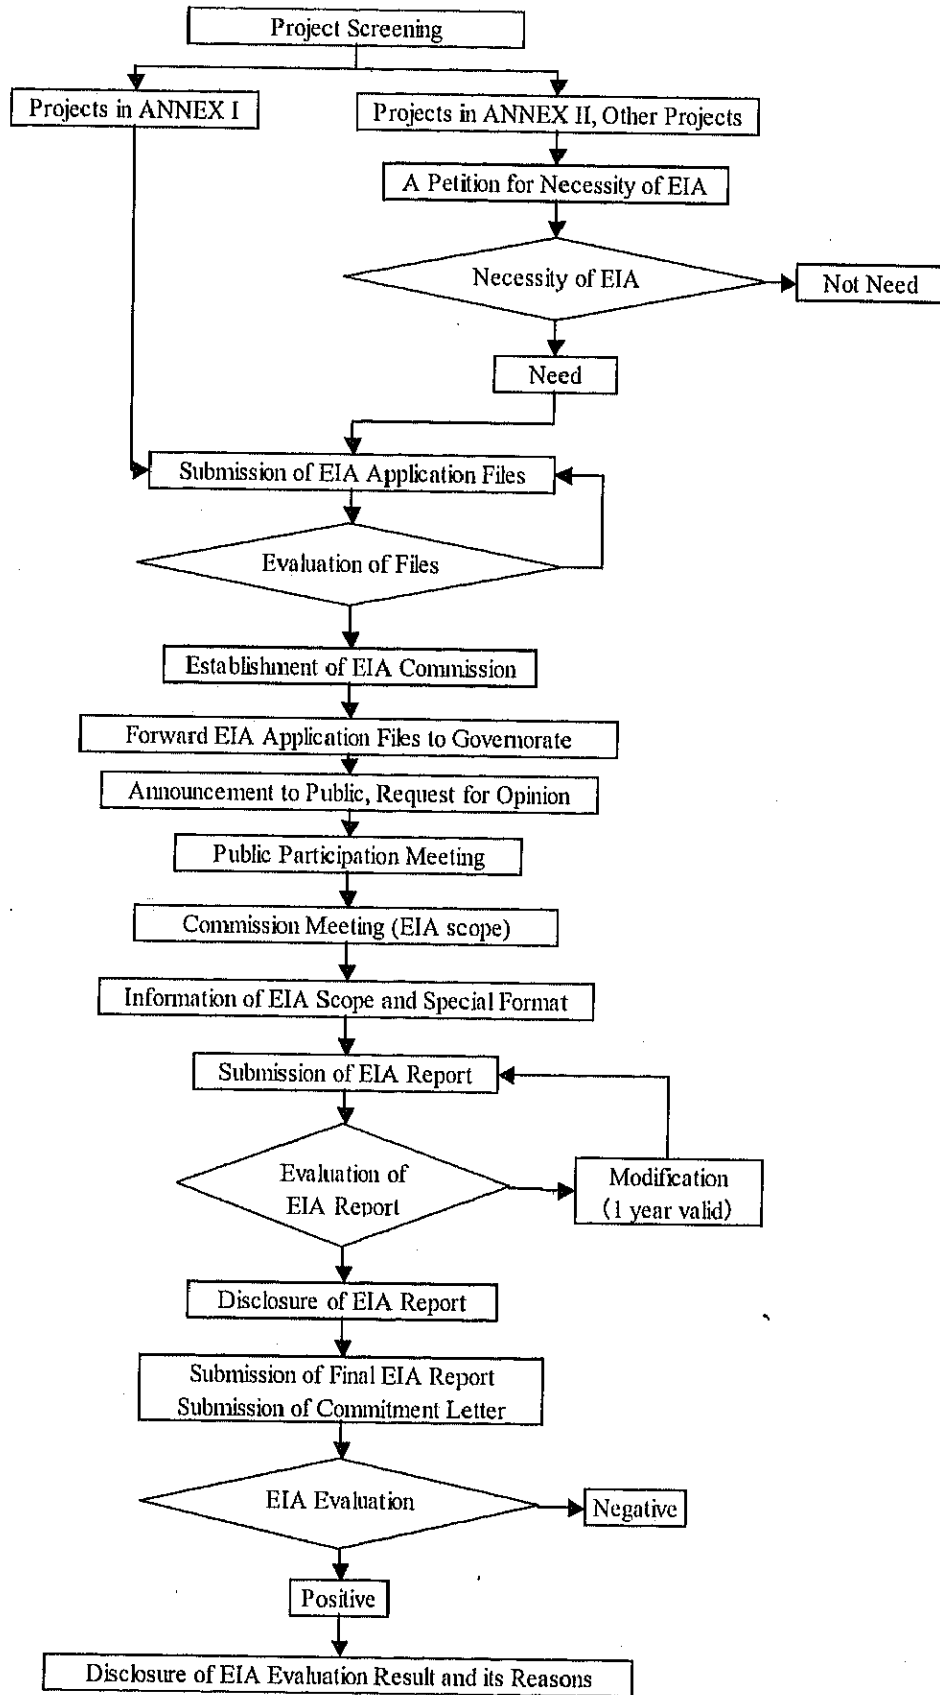 Project Screening
Projects in ANNEX I
Projects in ANNEX II, Other Projects
A Petition for Necessity of EIA
Necessity of EIA
Not Need
Need
Submission of EIA Application Files
Evaluation of Files
Establishment of EIA Commission
Forward EIA Application Files to Governorate
Announcement to Public, Request for Opinion
Public Participation Meeting
Commission Meeting (EIA scope)
Information of EIA Scope and Special Format
Submission of EIA Report
Evaluation of
EIA Report
Modification
(1 year valid)
Disclosure of EIA Report
Submission of Final EIA Report
Submission of Commitment Letter
EIA Evaluation
Negative
Positive
Disclosure of EIA Evaluation Result and its Reasons